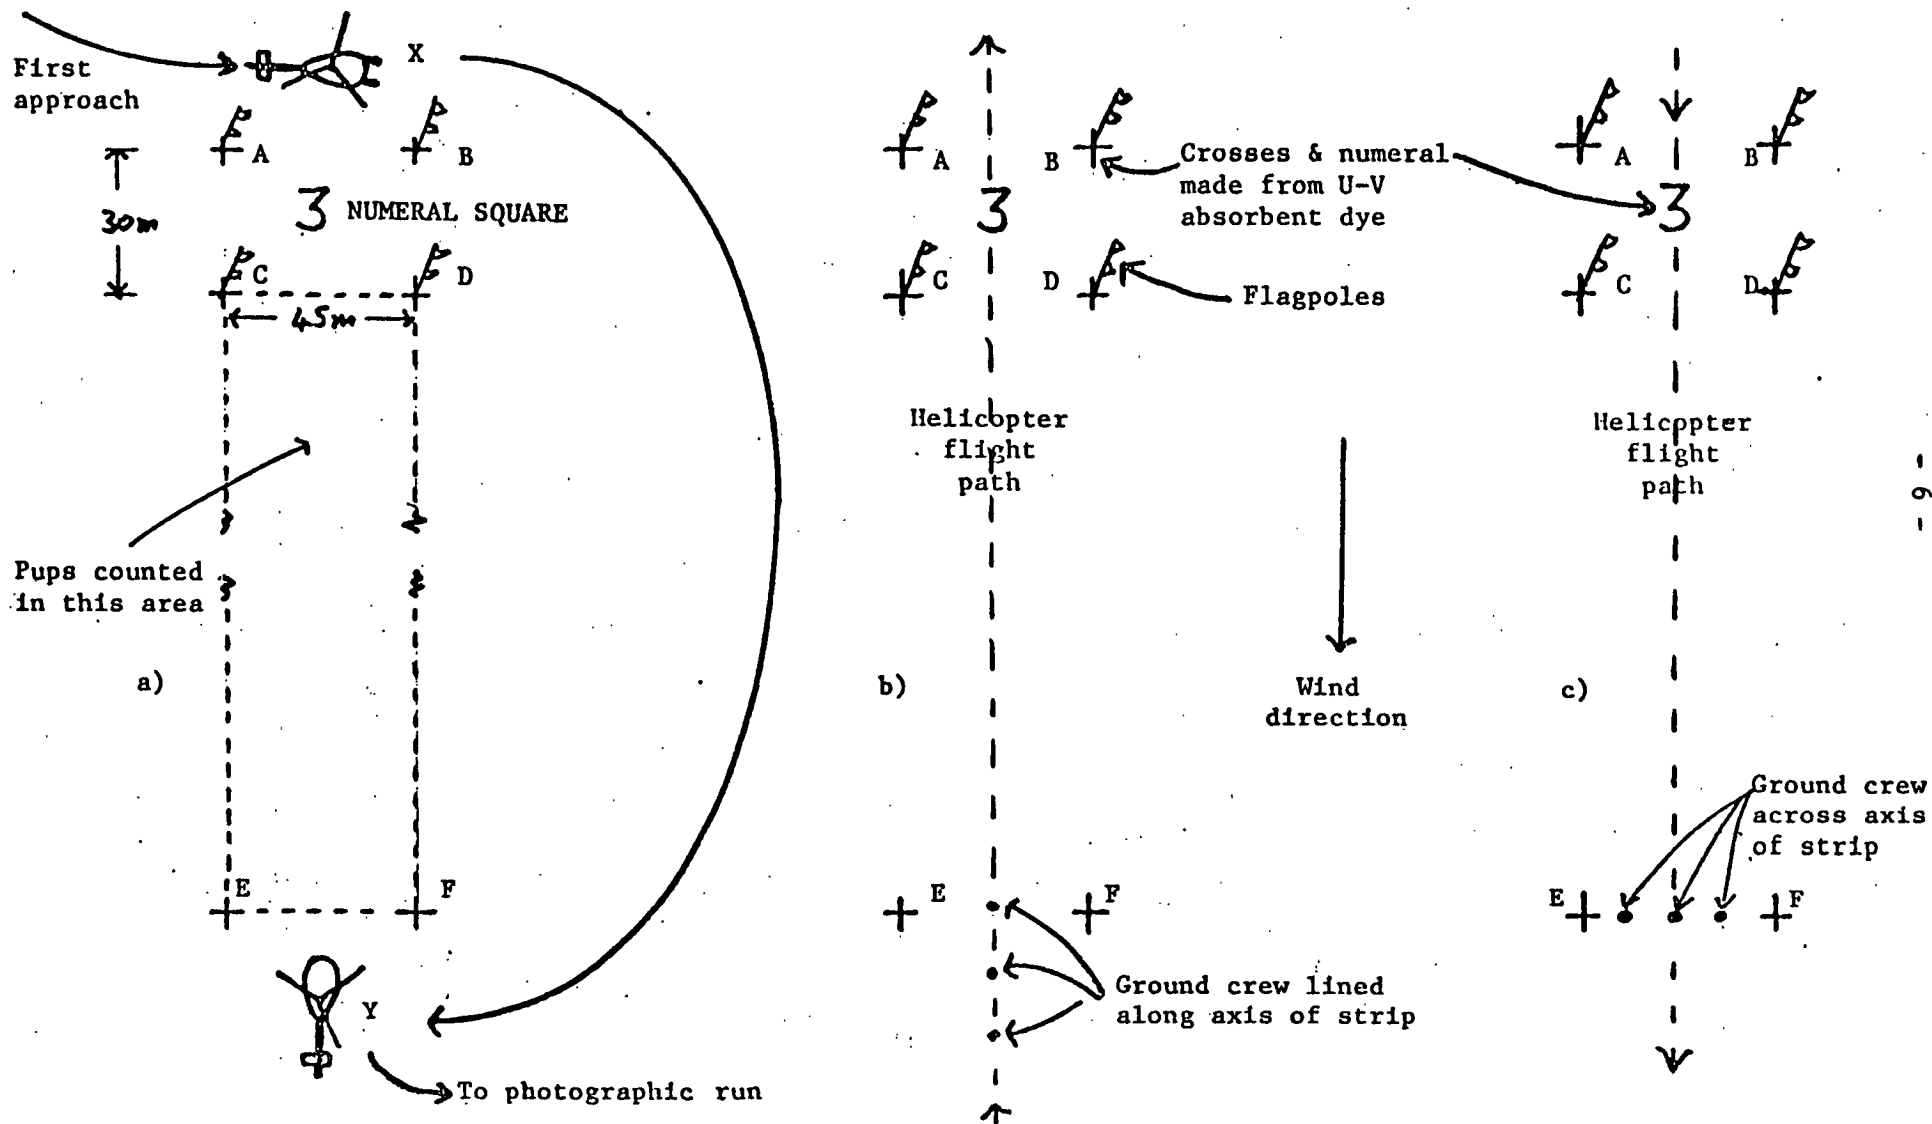 First
approach
X
A
B
30m
3 NUMERAL SQUARE
C
D
45m
Pups counted
in this area
a)
E
F
Y
To photographic run
A
B
3
C
D
Crosses & numeral
made from U-V
absorbent dye
Flagpoles
Helicopter
flight
path
b)
Wind
direction
E
F
Ground crew lined
along axis of strip
A
B
3
C
D
Helicopter
flight
path
c)
Ground crew
across axis
of strip
E
F
- 9 -